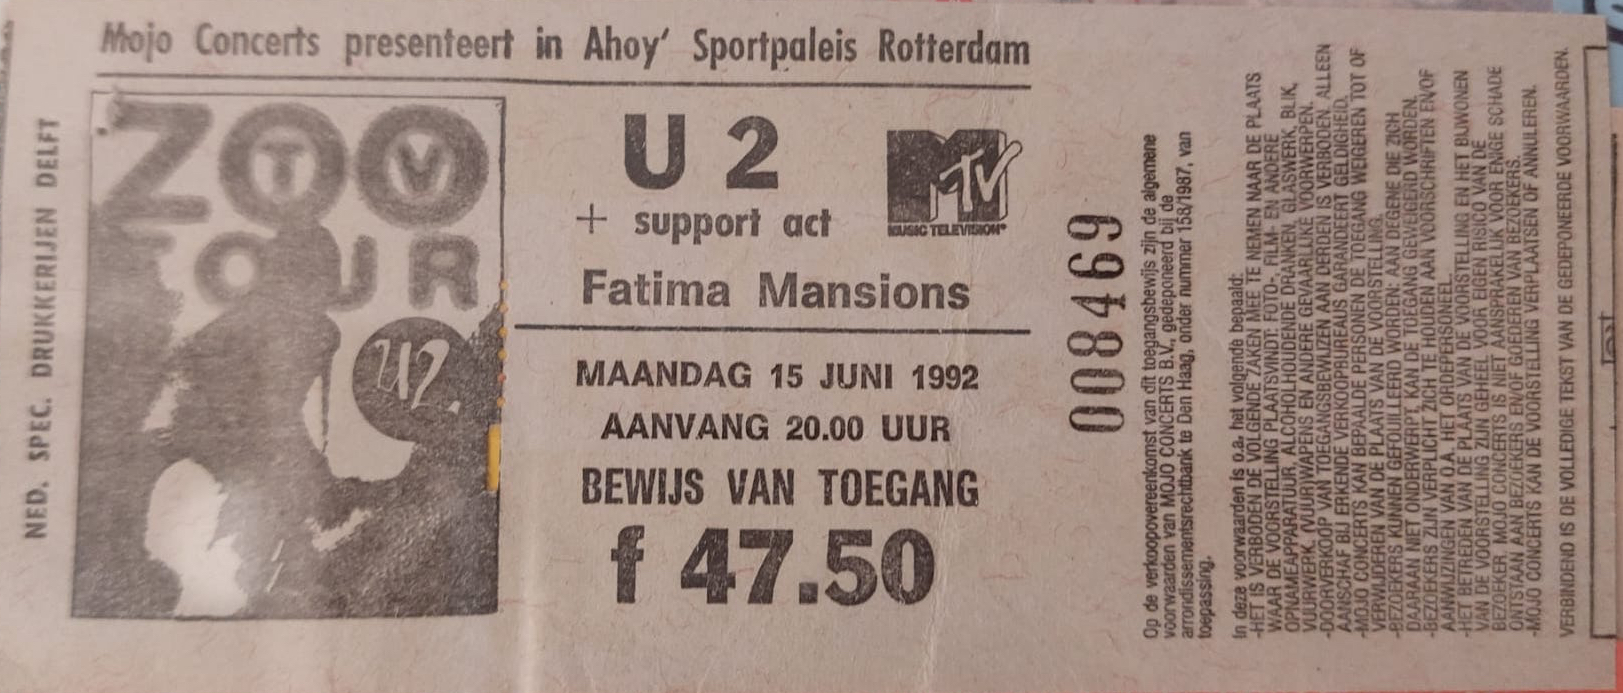 Mojo Concerts presenteert in Ahoy' Sportpaleis Rotterdam
NED. SPEC. DRUKKERIJEN DELFT
ZOO
TV
TOUR
U2.
U 2
+ support act
MTV
MUSIC TELEVISION®
Fatima Mansions
MAANDAG 15 JUNI 1992
AANVANG 20.00 UUR
BEWIJS VAN TOEGANG
f 47.50
008469
Op de verkoopovereenkomst van dit toegangsbewijs zijn de algemene
voorwaarden van MOJO CONCERTS B.V., gedeponeerd bij de
arrondissementsrechtbank te Den Haag, onder nummer 158/1987, van
toepassing.
In deze voorwaarden is o.a. het volgende bepaald:
-HET IS VERBODEN DE VOLGENDE ZAKEN MEE TE NEMEN NAAR DE PLAATS
WAAR DE VOORSTELLING PLAATSVINDT: FOTO-, FILM- EN ANDERE
OPNAMEAPPARATUUR, ALCOHOLHOUDENDE DRANKEN, GLASWERK, BLIK,
VUURWERK, (VUUR)WAPENS EN ANDERE GEVAARLIJKE VOORWERPEN.
-DOORVERKOOP VAN TOEGANGSBEWIJZEN AAN DERDEN IS VERBODEN. ALLEEN
AANSCHAF BIJ ERKENDE VERKOOPBUREAUS GARANDEERT GELDIGHEID.
-MOJO CONCERTS KAN BEPAALDE PERSONEN DE TOEGANG WEIGEREN TOT OF
VERWIJDEREN VAN DE PLAATS VAN DE VOORSTELLING.
-BEZOEKERS KUNNEN GEFOUILLEERD WORDEN: AAN DEGENE DIE ZICH
DAARAAN NIET ONDERWERPT, KAN DE TOEGANG GEWEIGERD WORDEN.
-BEZOEKERS ZIJN VERPLICHT ZICH TE HOUDEN AAN VOORSCHRIFTEN EN/OF
AANWIJZINGEN VAN O.A. HET ORDEPERSONEEL.
-HET BETREDEN VAN DE PLAATS VAN DE VOORSTELLING EN HET BIJWONEN
VAN DE VOORSTELLING ZIJN GEHEEL VOOR EIGEN RISICO VAN DE
BEZOEKER. MOJO CONCERTS IS NIET AANSPRAKELIJK VOOR ENIGE SCHADE
ONTSTAAN AAN BEZOEKERS EN/OF GOEDEREN VAN BEZOEKERS.
-MOJO CONCERTS KAN DE VOORSTELLING VERPLAATSEN OF ANNULEREN.
VERBINDEND IS DE VOLLEDIGE TEKST VAN DE GEDEPONEERDE VOORWAARDEN.